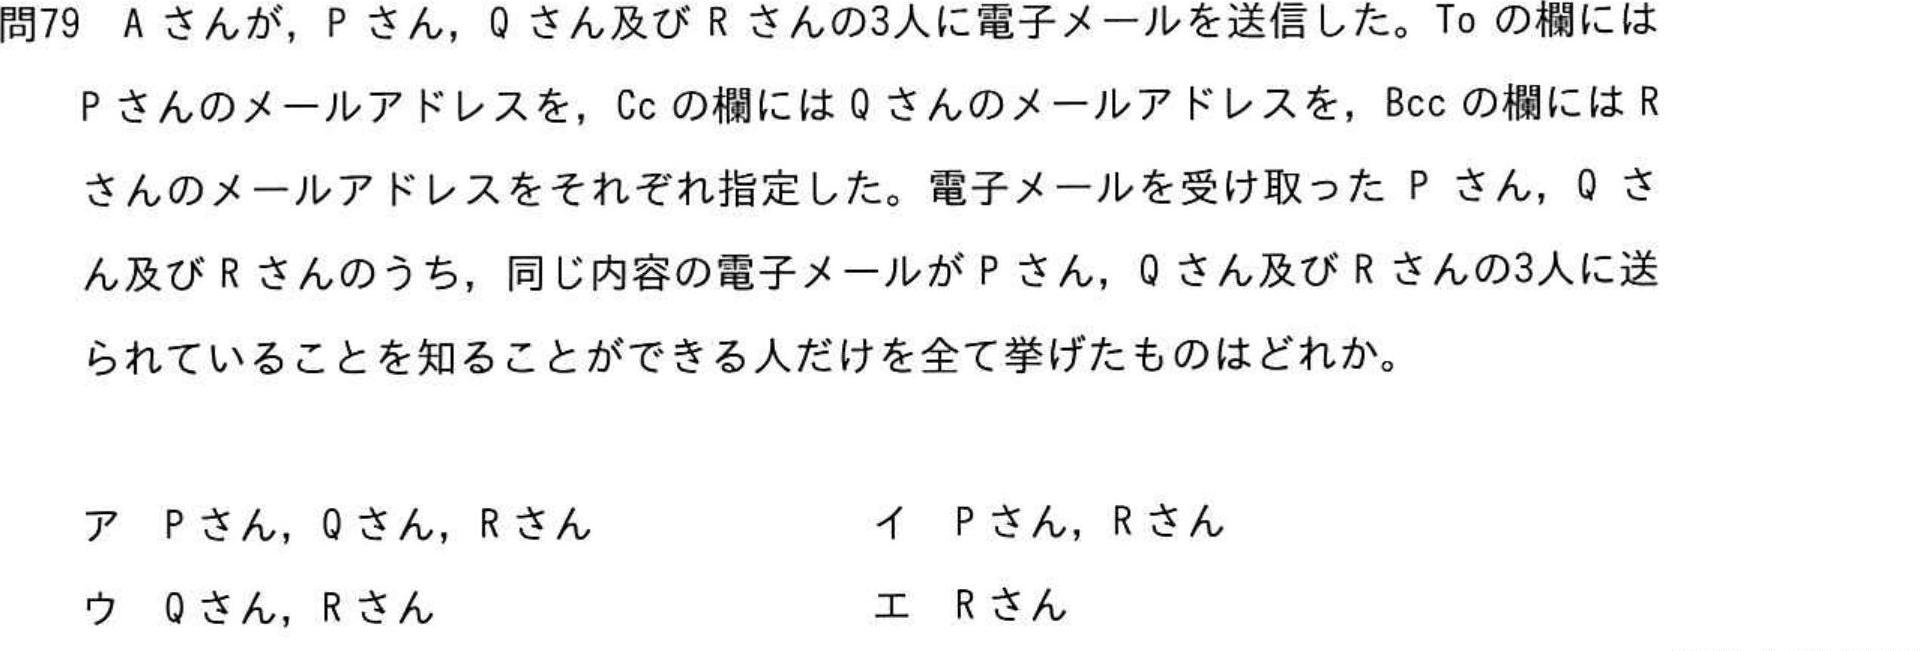 問79　A さんが，P さん，Q さん及び R さんの3人に電子メールを送信した。To の欄には
P さんのメールアドレスを，Cc の欄には Q さんのメールアドレスを，Bcc の欄には R
さんのメールアドレスをそれぞれ指定した。電子メールを受け取った P さん，Q さ
ん及び R さんのうち，同じ内容の電子メールが P さん，Q さん及び R さんの3人に送
られていることを知ることができる人だけを全て挙げたものはどれか。
ア　P さん，Q さん，R さん　イ　P さん，R さん
ウ　Q さん，R さん　エ　R さん